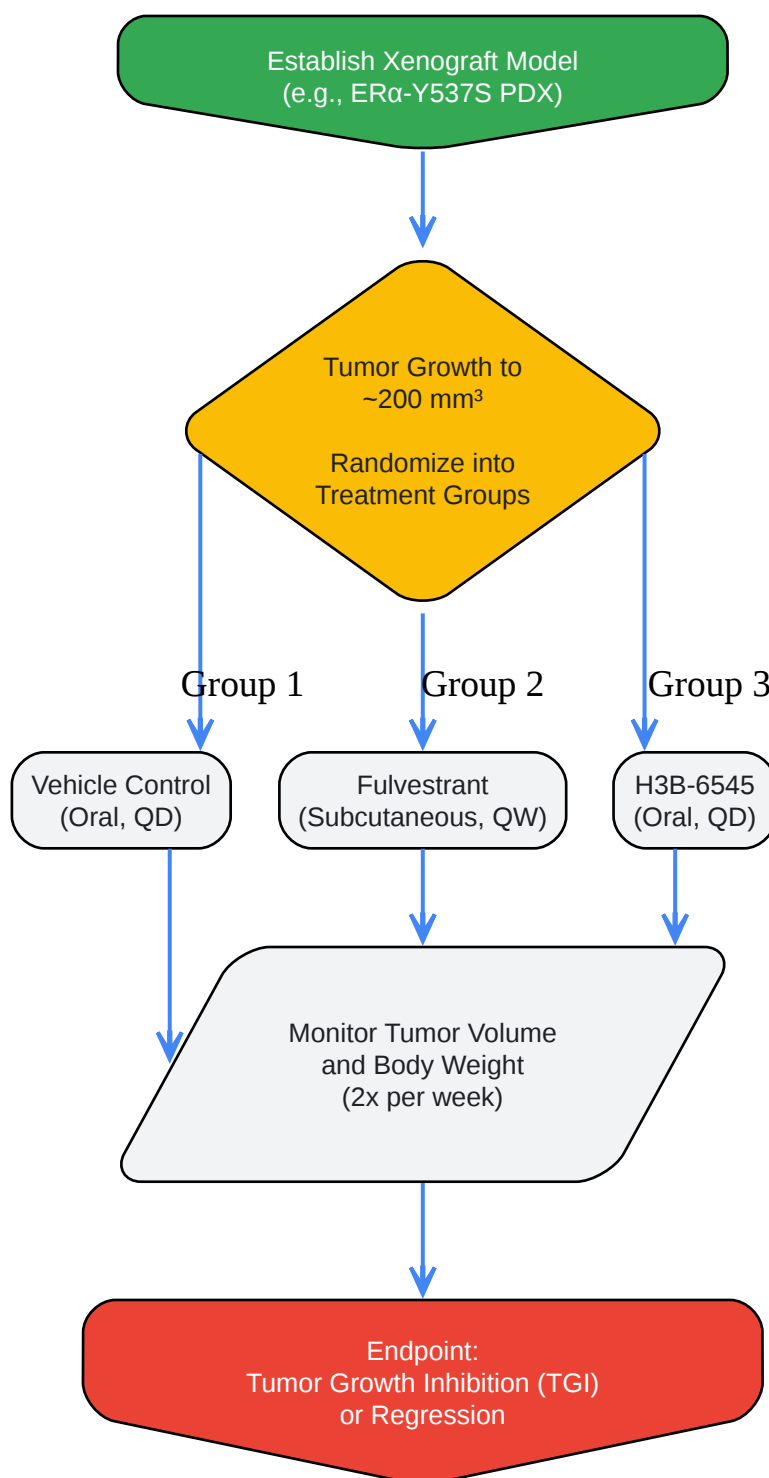 Establish Xenograft Model
(e.g., ERα-Y537S PDX)
Tumor Growth to
~200 mm³
Randomize into
Treatment Groups
Group 1
Group 2
Group 3
Vehicle Control
(Oral, QD)
Fulvestrant
(Subcutaneous, QW)
H3B-6545
(Oral, QD)
Monitor Tumor Volume
and Body Weight
(2x per week)
Endpoint:
Tumor Growth Inhibition (TGI)
or Regression